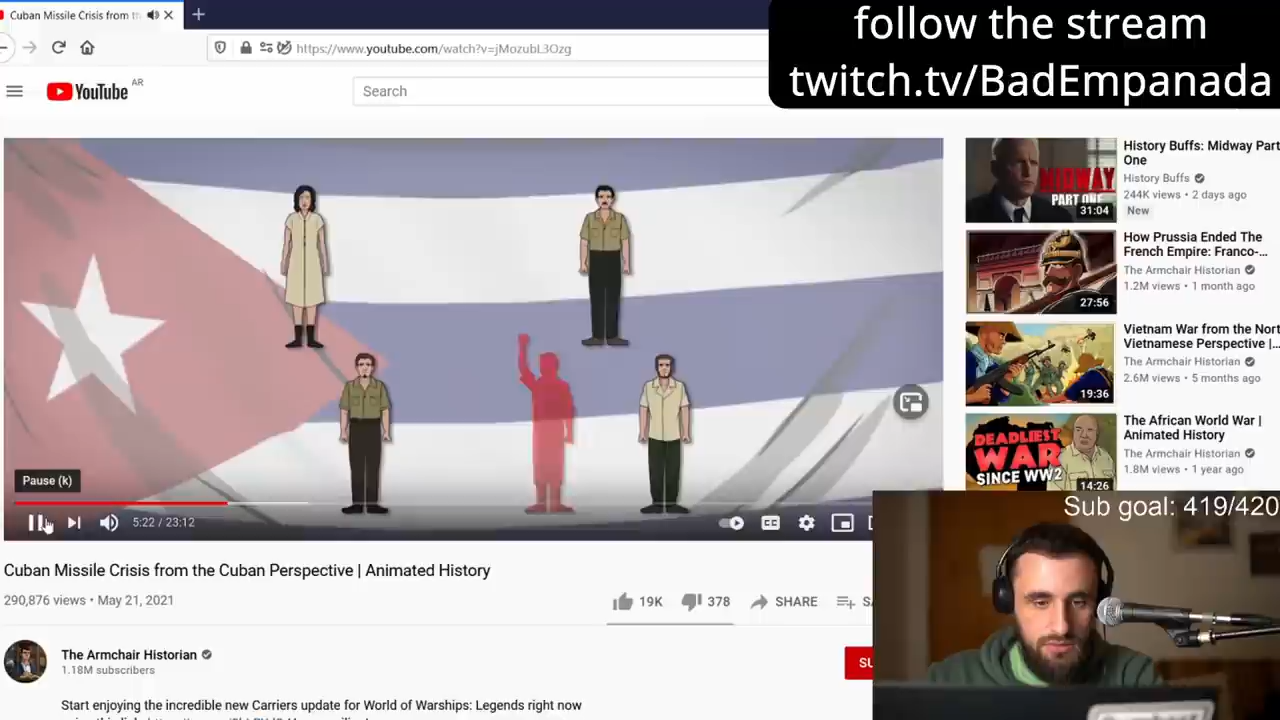 Cuban Missile Crisis from th
follow the stream
twitch.tv/BadEmpanada
https://www.youtube.com/watch?v=jMozubL3Ozg
YouTube AR
Search
Pause (k)
5:22 / 23:12
CC
Cuban Missile Crisis from the Cuban Perspective | Animated History
290,876 views • May 21, 2021
19K
378
SHARE
SA
The Armchair Historian
1.18M subscribers
SU
Start enjoying the incredible new Carriers update for World of Warships: Legends right now
MIDWAY
PART ONE
31:04
History Buffs: Midway Part
One
History Buffs
244K views • 2 days ago
New
27:56
How Prussia Ended The
French Empire: Franco-...
The Armchair Historian
1.2M views • 1 month ago
19:36
Vietnam War from the Nort
Vietnamese Perspective |...
The Armchair Historian
2.6M views • 5 months ago
DEADLIEST
WAR
SINCE WW2
14:26
The African World War |
Animated History
The Armchair Historian
1.8M views • 1 year ago
Sub goal: 419/420